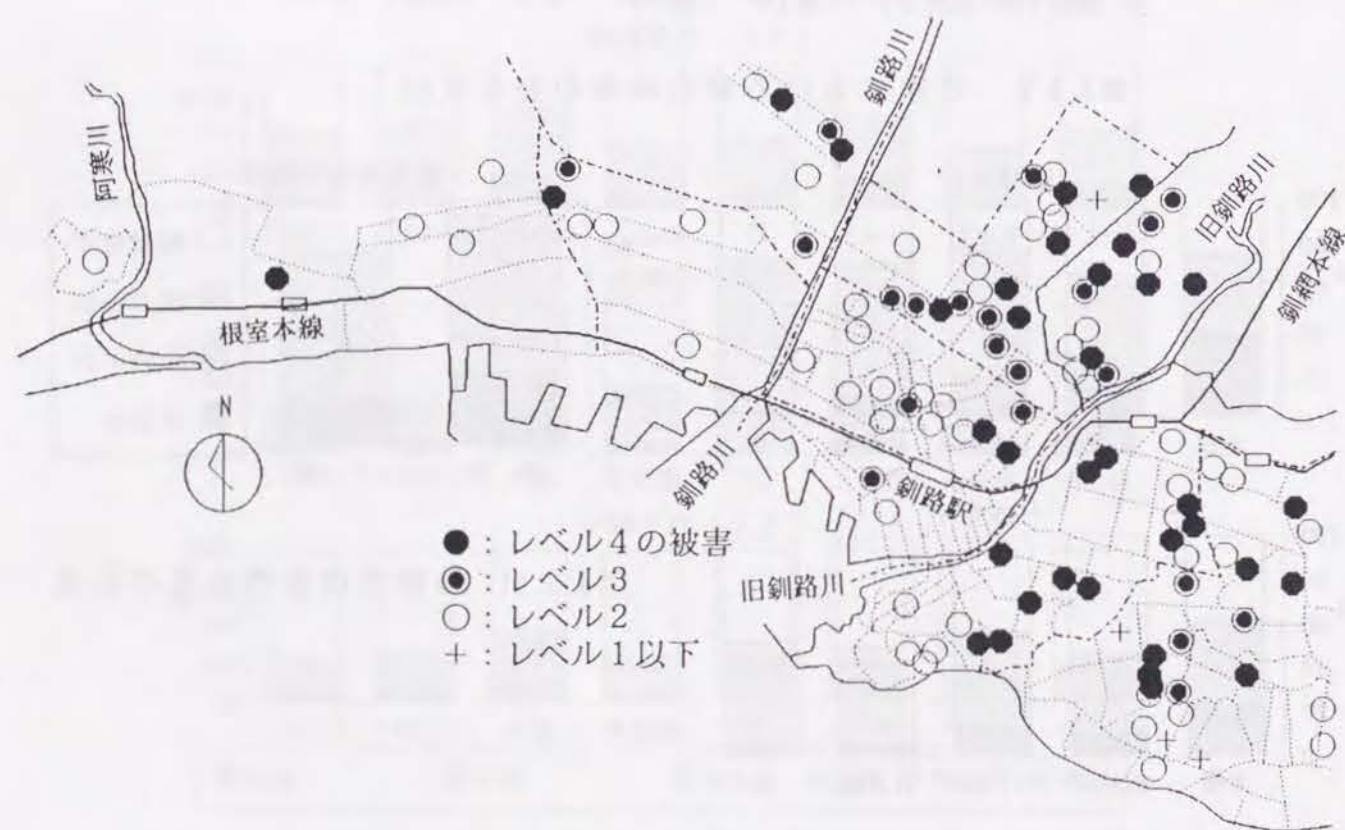 釧路川
阿寒川
旧釧路川
釧網本線
根室本線
N
釧路川
釧路駅
旧釧路川
●：レベル4の被害
◉：レベル3
○：レベル2
＋：レベル1以下